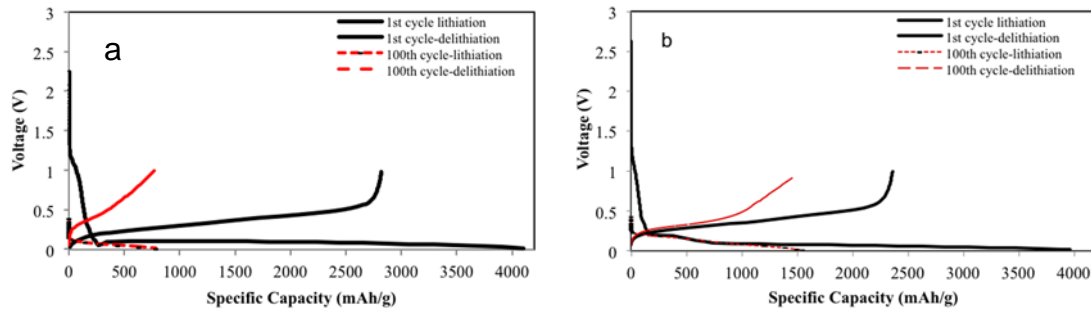 a
3
2.5
2
1.5
1
0.5
0
Voltage (V)
1st cycle lithiation
1st cycle-delithiation
100th cycle-lithiation
100th cycle-delithiation
0 500 1000 1500 2000 2500 3000 3500 4000
Specific Capacity (mAh/g)
b
3
2.5
2
1.5
1
0.5
0
Voltage (V)
1st cycle lithiation
1st cycle-delithiation
100th cycle-lithiation
100th cycle-delithiation
0 500 1000 1500 2000 2500 3000 3500 4000
Specific Capacity (mAh/g)